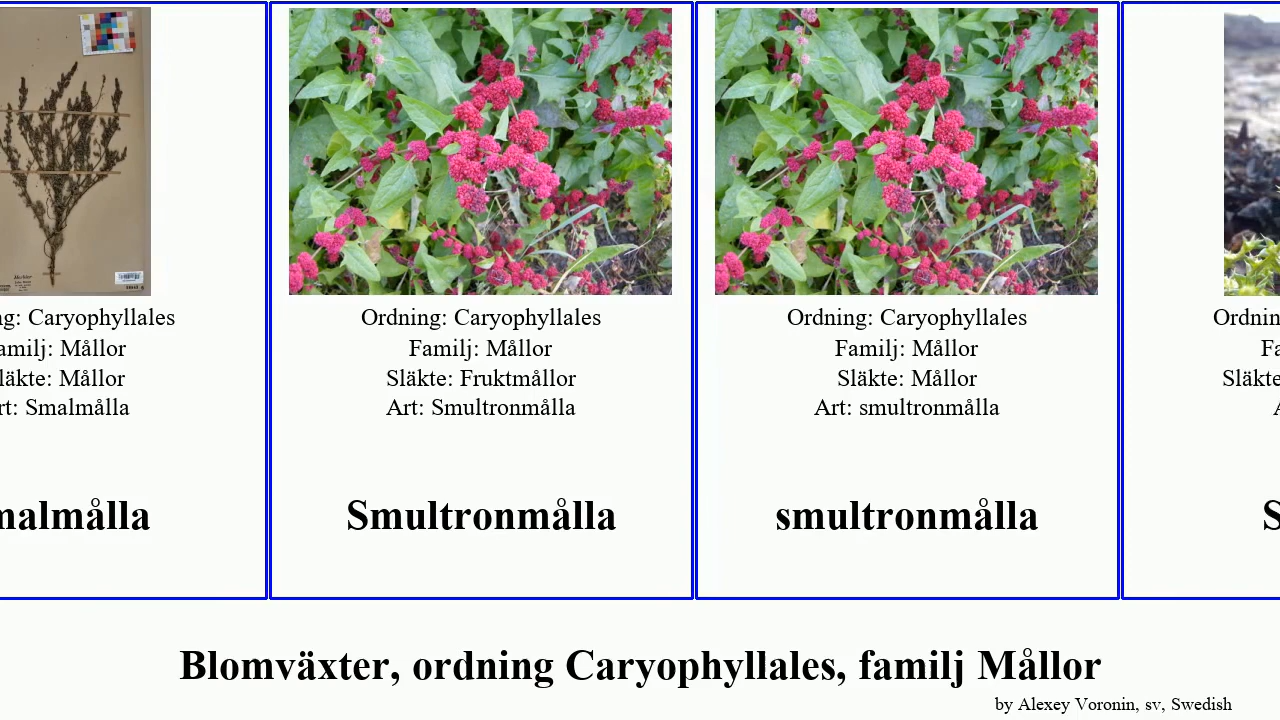 ng: Caryophyllales
amilj: Mållor
läkte: Mållor
rt: Smalmålla
malmålla
Ordning: Caryophyllales
Familj: Mållor
Släkte: Fruktmållor
Art: Smultronmålla
Smultronmålla
Ordning: Caryophyllales
Familj: Mållor
Släkte: Mållor
Art: smultronmålla
smultronmålla
Ordnin
Fa
Släkte
A
S
Blomväxter, ordning Caryophyllales, familj Mållor
by Alexey Voronin, sv, Swedish